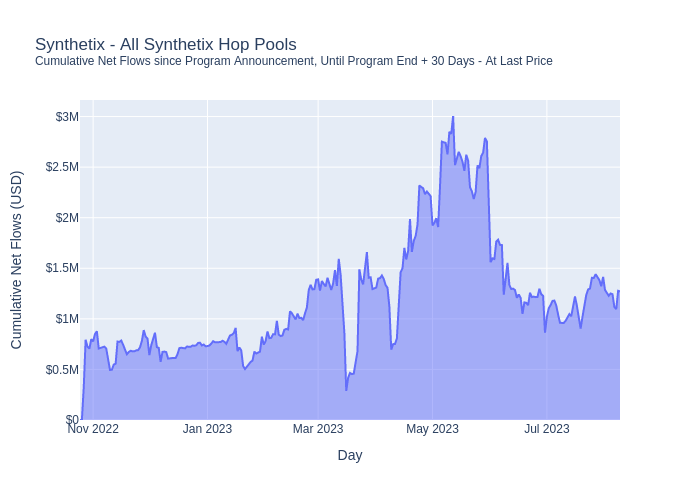 Synthetix - All Synthetix Hop Pools
Cumulative Net Flows since Program Announcement, Until Program End + 30 Days - At Last Price
Cumulative Net Flows (USD)
$3M
$2.5M
$2M
$1.5M
$1M
$0.5M
$0
Nov 2022
Jan 2023
Mar 2023
May 2023
Jul 2023
Day